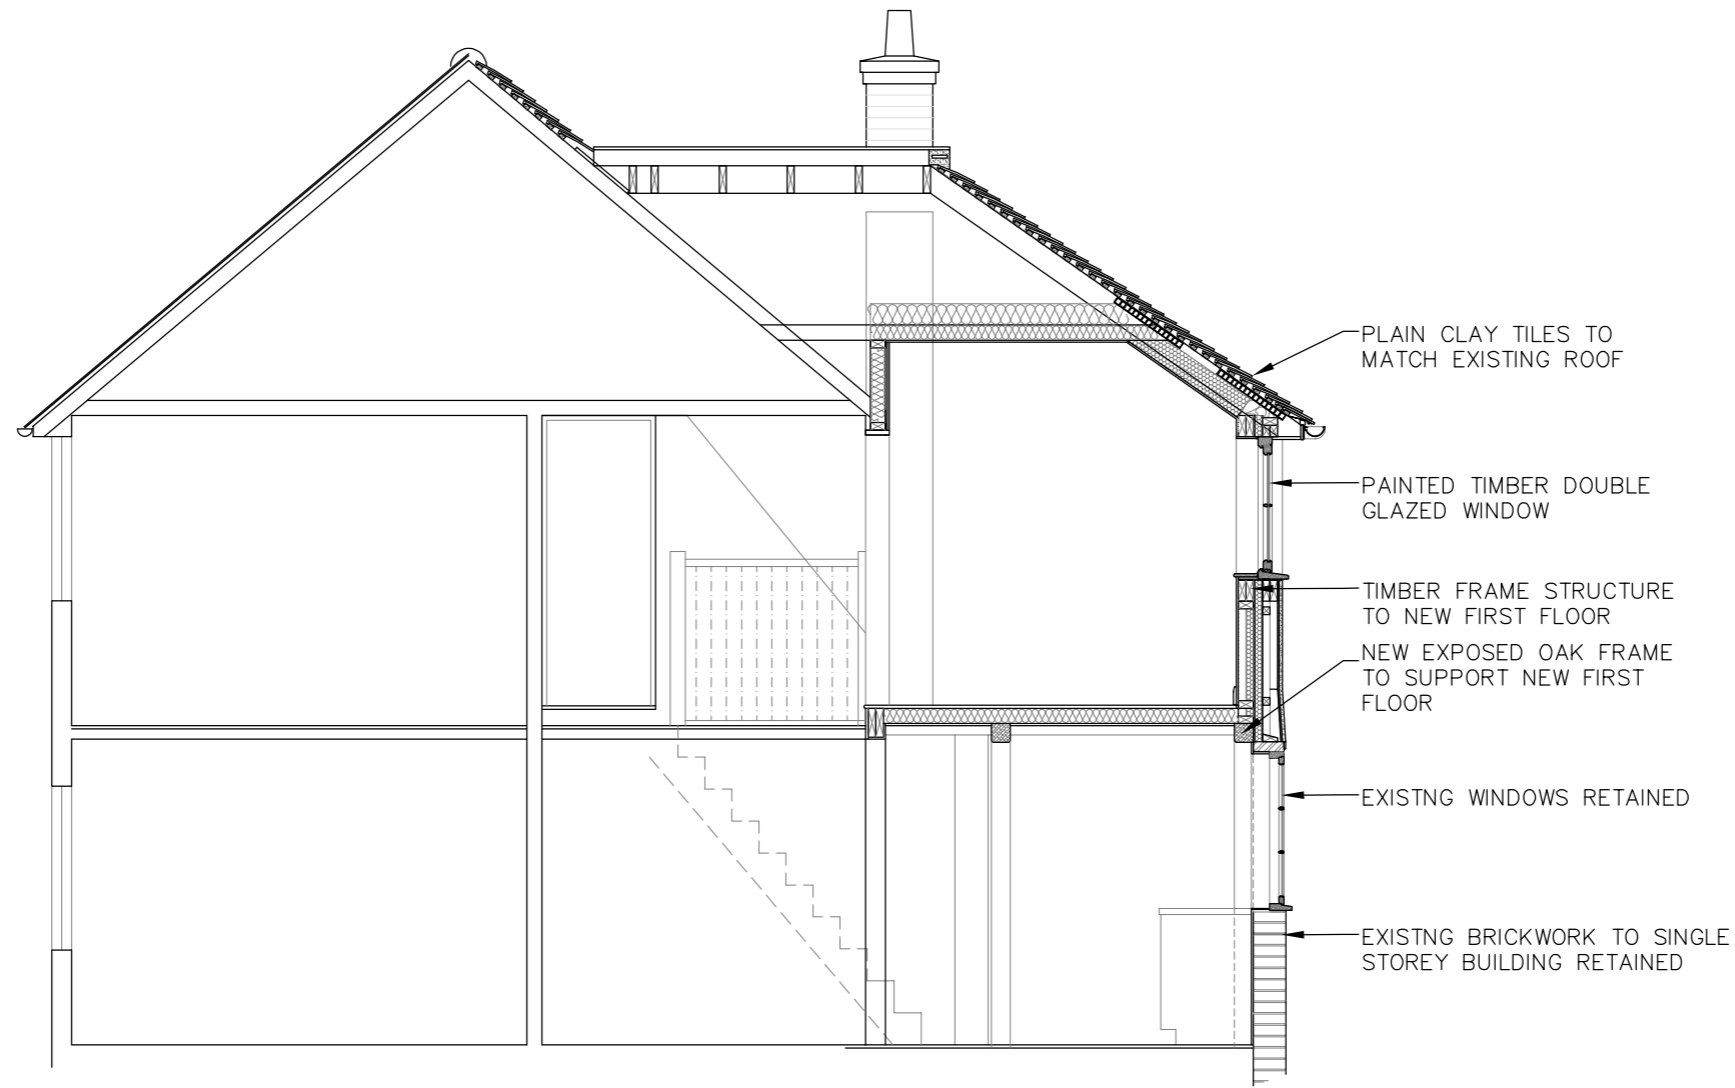 PLAIN CLAY TILES TO
MATCH EXISTING ROOF
PAINTED TIMBER DOUBLE
GLAZED WINDOW
TIMBER FRAME STRUCTURE
TO NEW FIRST FLOOR
NEW EXPOSED OAK FRAME
TO SUPPORT NEW FIRST
FLOOR
EXISTNG WINDOWS RETAINED
EXISTNG BRICKWORK TO SINGLE
STOREY BUILDING RETAINED